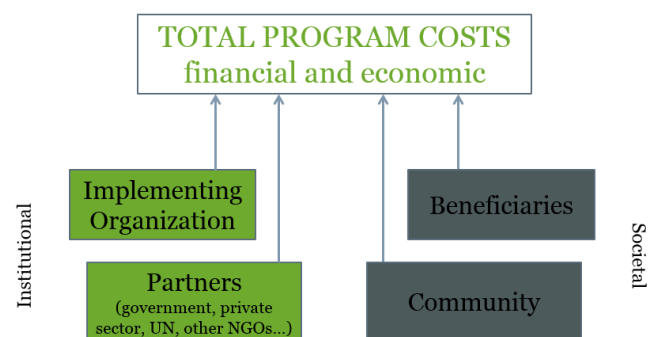 TOTAL PROGRAM COSTS
financial and economic
Implementing
Organization
Beneficiaries
Institutional
Societal
Partners
(government, private
sector, UN, other NGOs...)
Community